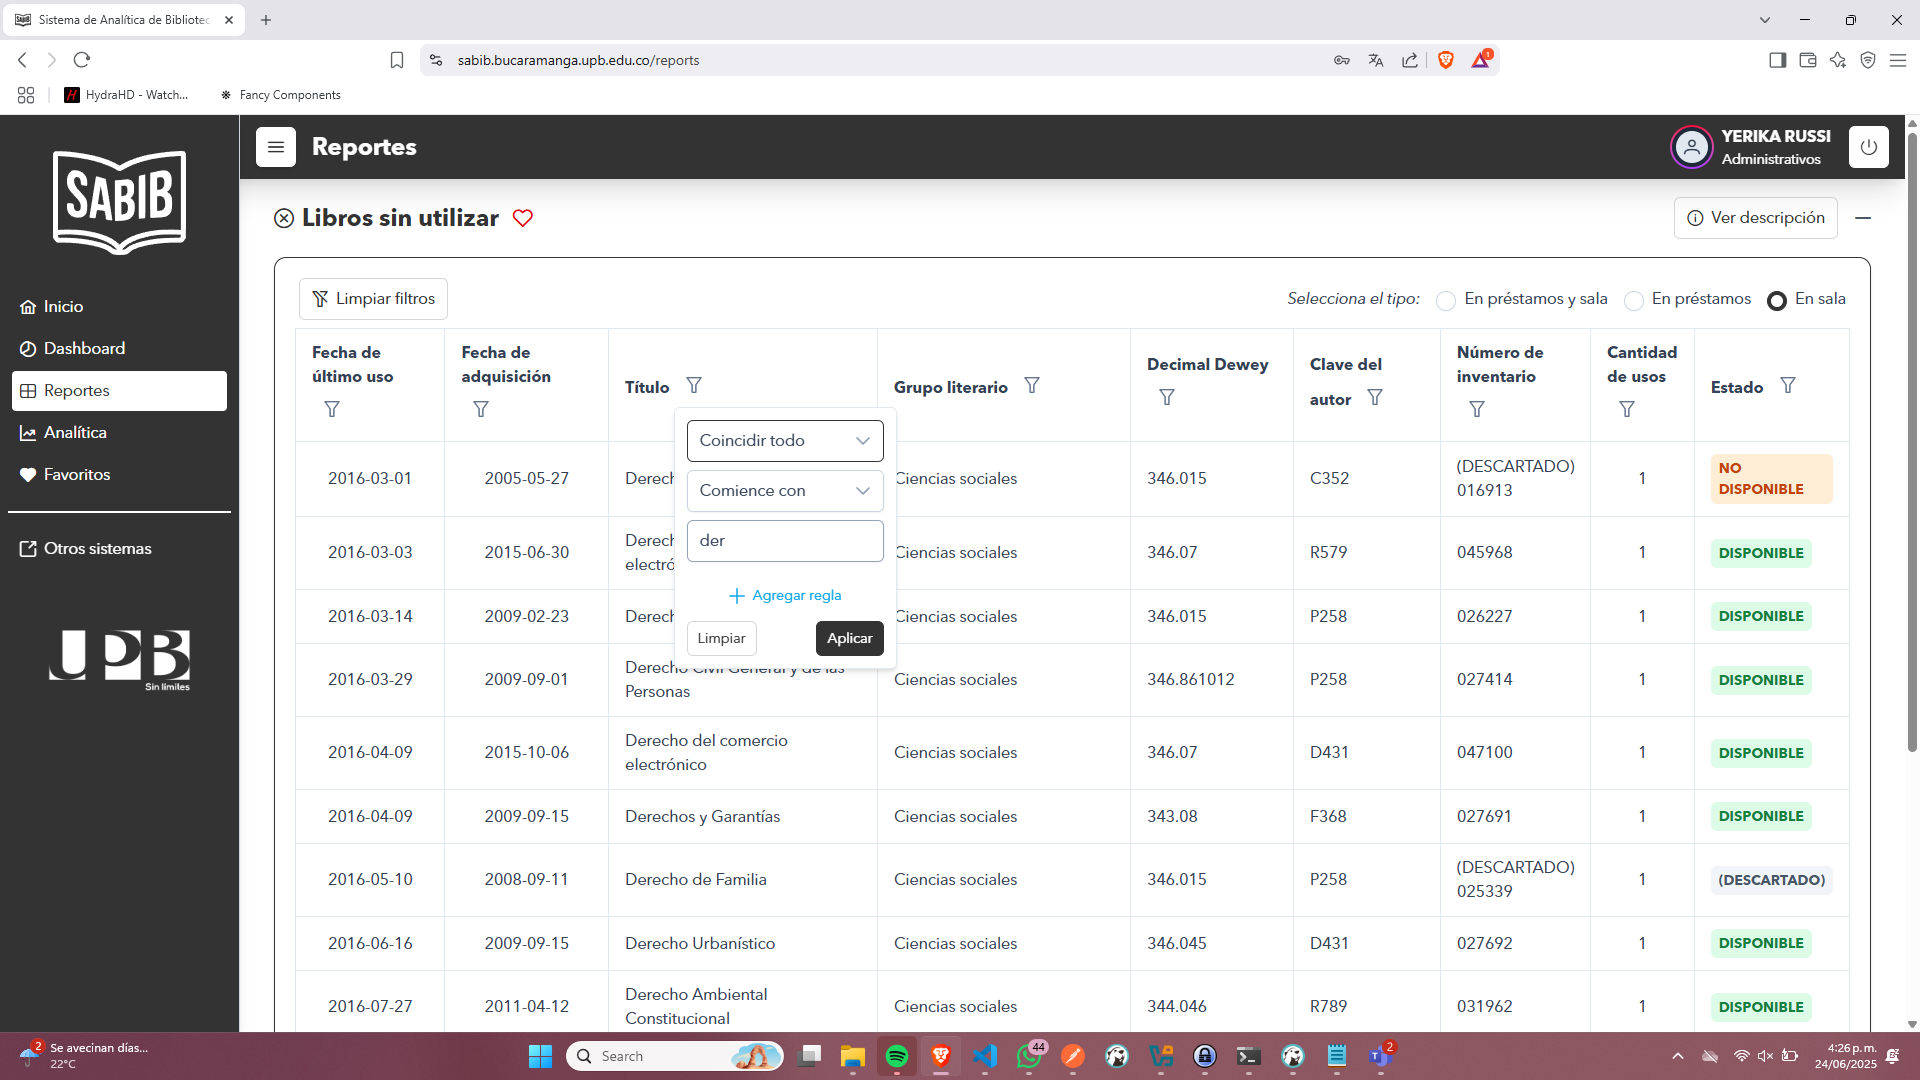 Sistema de Analítica de Bibliotec
sabib.bucaramanga.upb.edu.co/reports
1
HydraHD - Watch...
Fancy Components
SABIB
Inicio
Dashboard
Reportes
Analítica
Favoritos
Otros sistemas
UPB
Sin límites
Reportes
YERIKA RUSSI
Administrativos
Libros sin utilizar
Ver descripción
Limpiar filtros
Selecciona el tipo:
En préstamos y sala
En préstamos
En sala
Fecha de
último uso
Fecha de
adquisición
Título
Grupo literario
Decimal Dewey
Clave del
autor
Número de
inventario
Cantidad
de usos
Estado
Coincidir todo
Comience con
der
Agregar regla
Limpiar
Aplicar
2016-03-01
2005-05-27
Derech
Ciencias sociales
346.015
C352
(DESCARTADO)
016913
1
NO
DISPONIBLE
2016-03-03
2015-06-30
Derech
electró
Ciencias sociales
346.07
R579
045968
1
DISPONIBLE
2016-03-14
2009-02-23
Derech
Ciencias sociales
346.015
P258
026227
1
DISPONIBLE
2016-03-29
2009-09-01
Derecho Civil General y de las
Personas
Ciencias sociales
346.861012
P258
027414
1
DISPONIBLE
2016-04-09
2015-10-06
Derecho del comercio
electrónico
Ciencias sociales
346.07
D431
047100
1
DISPONIBLE
2016-04-09
2009-09-15
Derechos y Garantías
Ciencias sociales
343.08
F368
027691
1
DISPONIBLE
2016-05-10
2008-09-11
Derecho de Familia
Ciencias sociales
346.015
P258
(DESCARTADO)
025339
1
(DESCARTADO)
2016-06-16
2009-09-15
Derecho Urbanístico
Ciencias sociales
346.045
D431
027692
1
DISPONIBLE
2016-07-27
2011-04-12
Derecho Ambiental
Constitucional
Ciencias sociales
344.046
R789
031962
1
DISPONIBLE
2
Se avecinan días...
22°C
Search
44
2
4:26 p. m.
24/06/2025